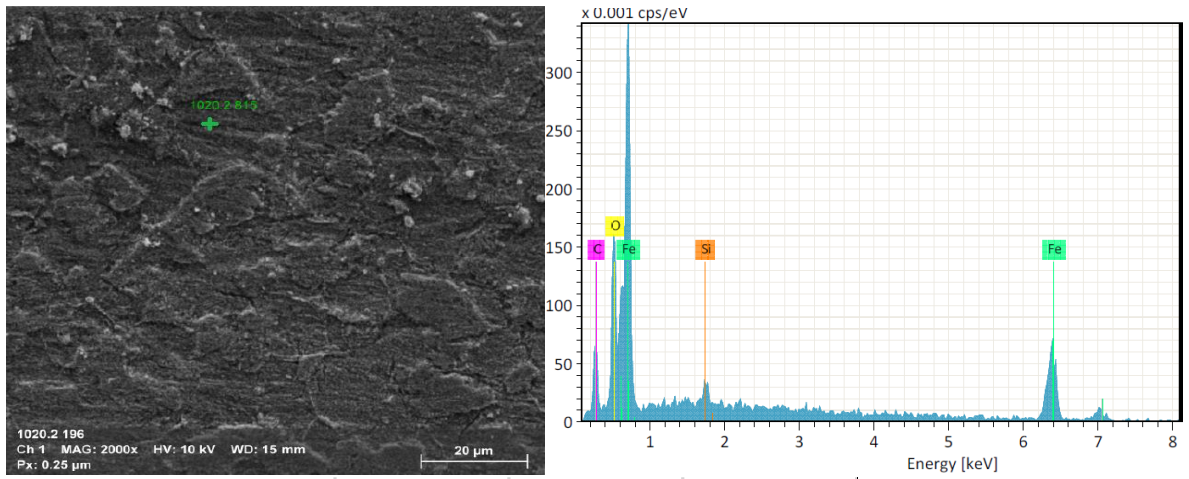 1020.2 815
1020.2 196
Ch 1 MAG: 2000x HV: 10 kV WD: 15 mm
Px: 0.25 µm
20 µm
x 0.001 cps/eV
300
250
200
150
100
50
0
O
C Fe Si Fe
1 2 3 4 5 6 7 8
Energy [keV]